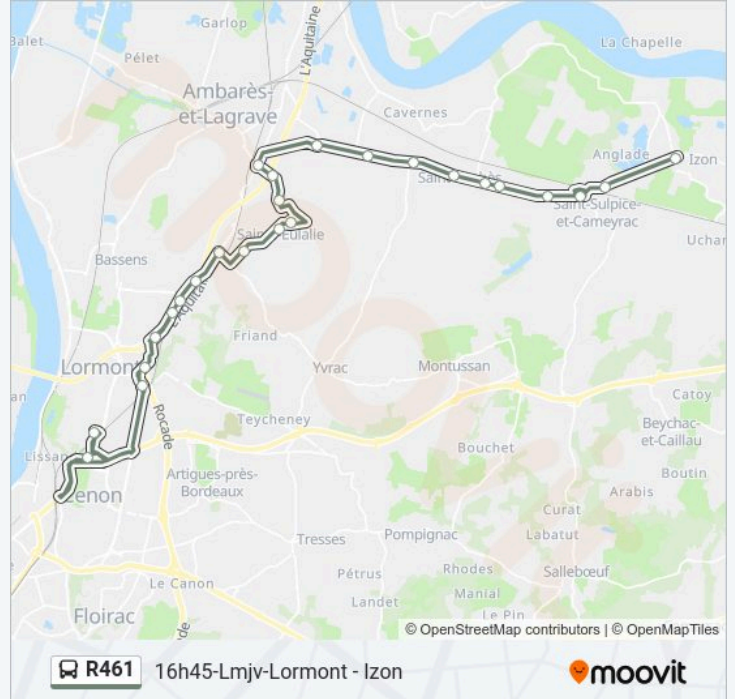 Balet
Garlop
La Chapelle
Pélet
L'Aquitaine
Ambarès-
et-Lagrave
Cavernes
Anglade
Izon
Saint-Sulpice-
et-Cameyrac
Uchar
Eulalie
Bassens
L'Aquita
Friand
Lormont
Yvrac
Montussan
Catoy
Rocade
Teycheney
Beychac-
et-Caillau
Lissan
Bouchet
Artigues-près-
Bordeaux
Boutin
Arabis
Cenon
Curat
Labatut
Tresses
Pompignac
Rhodes
Sallebœuf
Pétrus
Le Canon
Landet
Manial
Le Pin
Floirac
de
© OpenStreetMap contributors | © OpenMapTiles
R461
16h45-Lmjv-Lormont - Izon
moovit